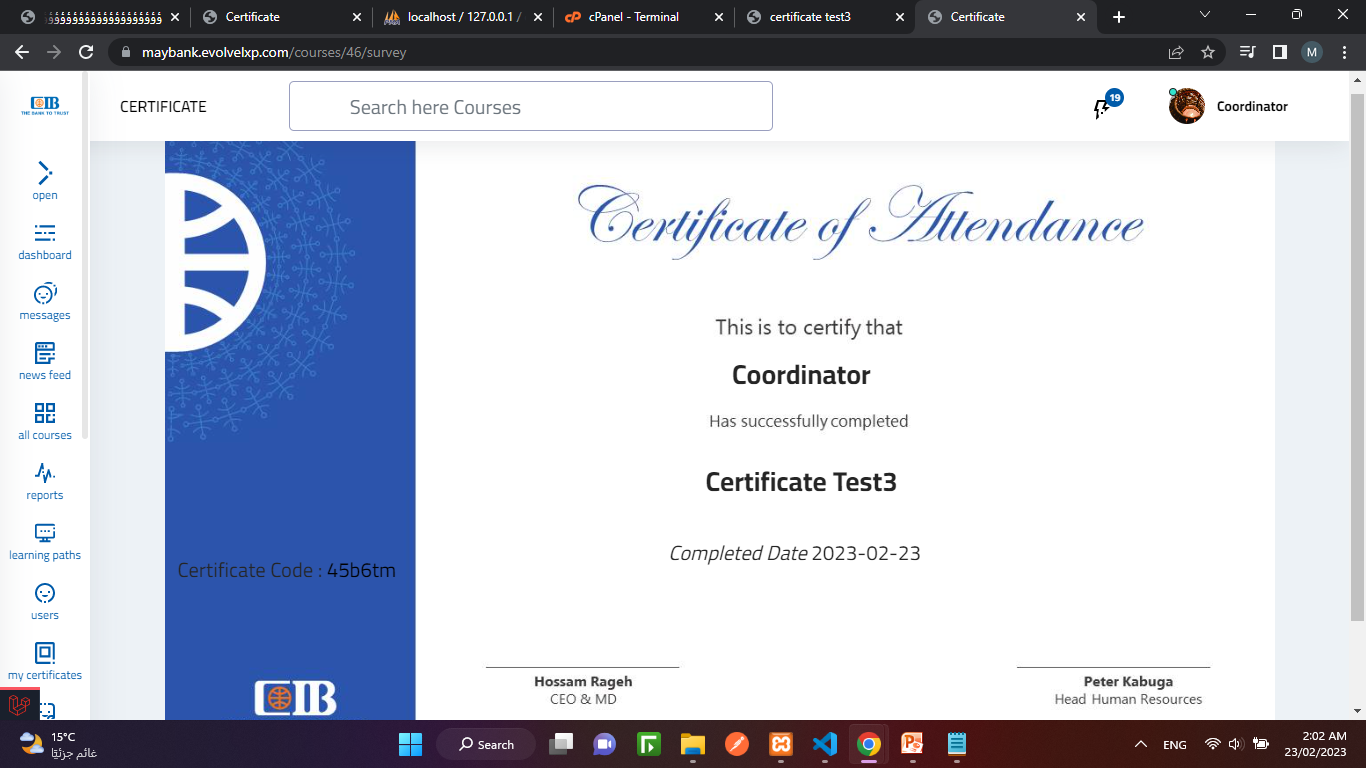 Certificate
localhost / 127.0.0.1 /
cPanel - Terminal
certificate test3
Certificate
maybank.evolvelxp.com/courses/46/survey
M
CIB
THE BANK TO TRUST
CERTIFICATE
Search here Courses
19
Coordinator
open
dashboard
messages
news feed
all courses
reports
learning paths
users
my certificates
Certificate of Attendance
This is to certify that
Coordinator
Has successfully completed
Certificate Test3
Completed Date 2023-02-23
Certificate Code : 45b6tm
CIB
Hossam Rageh
CEO & MD
Peter Kabuga
Head Human Resources
15°C
غائم جزئيًا
Search
ENG
2:02 AM
23/02/2023